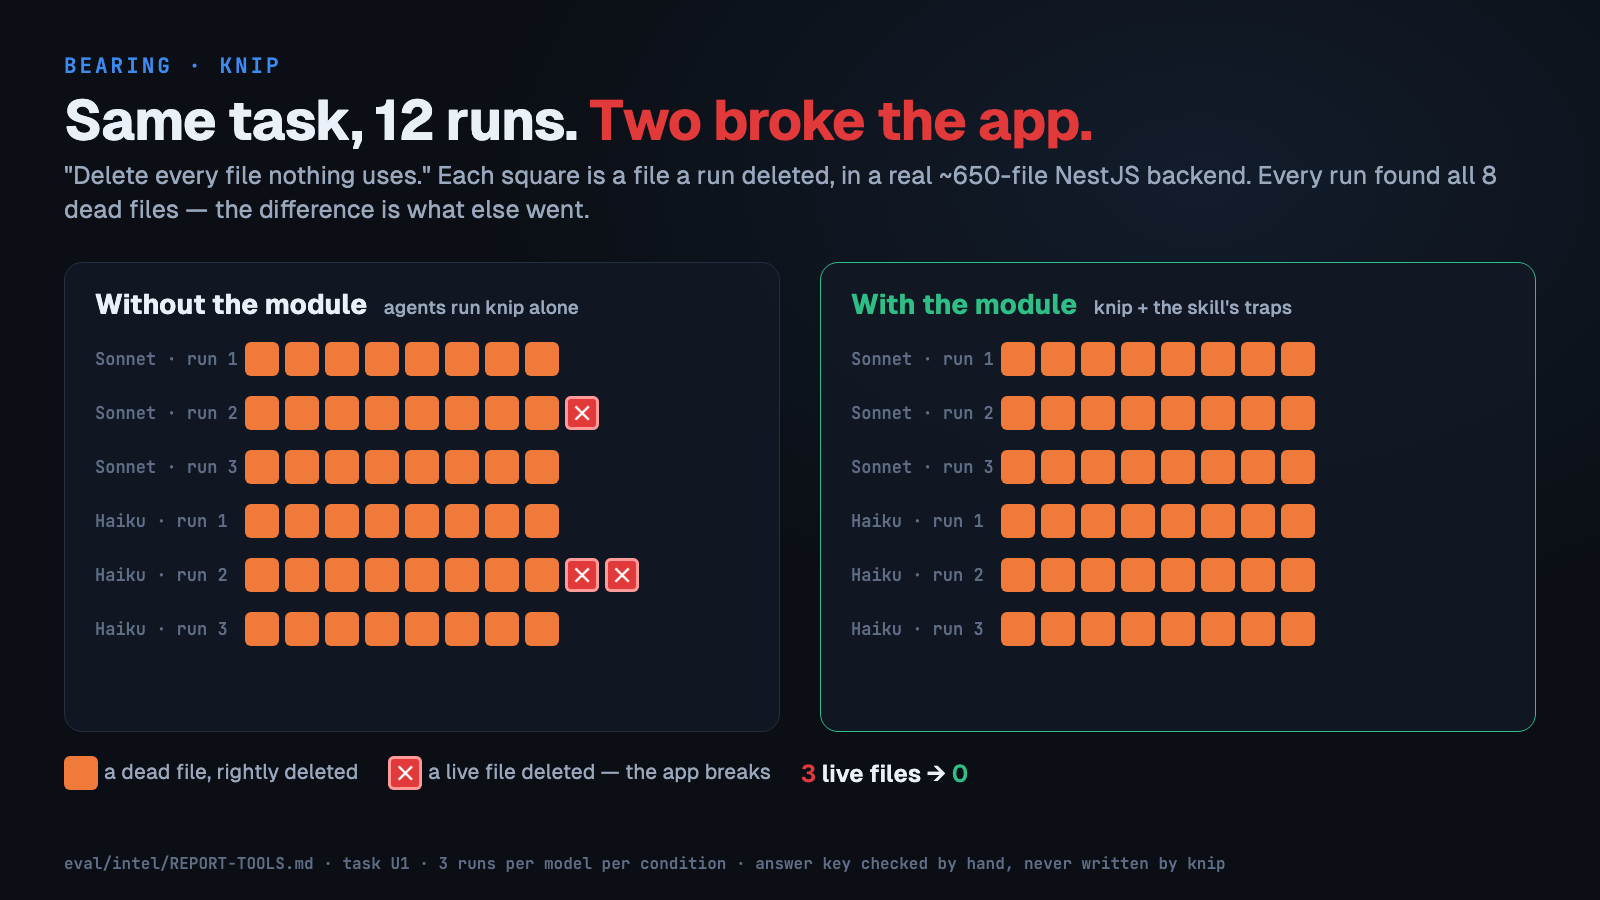 BEARING · KNIP
Same task, 12 runs. Two broke the app.
"Delete every file nothing uses." Each square is a file a run deleted, in a real ~650-file NestJS backend. Every run found all 8
dead files — the difference is what else went.
Without the module agents run knip alone
Sonnet · run 1
Sonnet · run 2
Sonnet · run 3
Haiku · run 1
Haiku · run 2
Haiku · run 3
With the module knip + the skill's traps
Sonnet · run 1
Sonnet · run 2
Sonnet · run 3
Haiku · run 1
Haiku · run 2
Haiku · run 3
a dead file, rightly deleted
a live file deleted — the app breaks
3 live files → 0
eval/intel/REPORT-TOOLS.md · task U1 · 3 runs per model per condition · answer key checked by hand, never written by knip